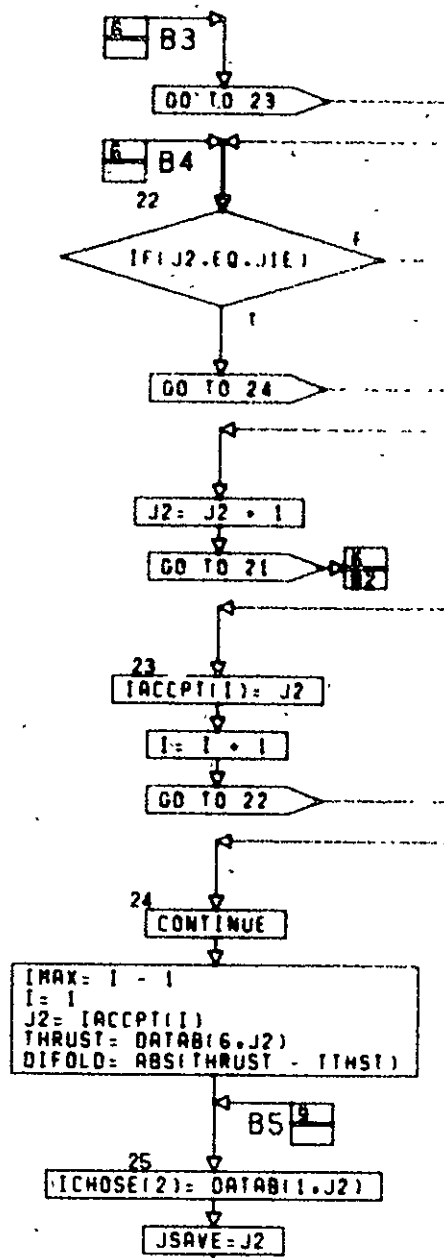 6
B3
GO TO 23
6
B4
22
IF(J2.EQ.JIE)
F
T
GO TO 24
J2= J2 + 1
GO TO 21
23
IACCPT(I)= J2
I= I + 1
GO TO 22
24
CONTINUE
IMAX= I - 1
I= 1
J2= IACCPT(I)
THRUST= DATAB(6,J2)
DIFOLD= ABS(THRUST - TTHST)
B5
25
ICHOSE(2)= DATAB(1,J2)
JSAVE=J2